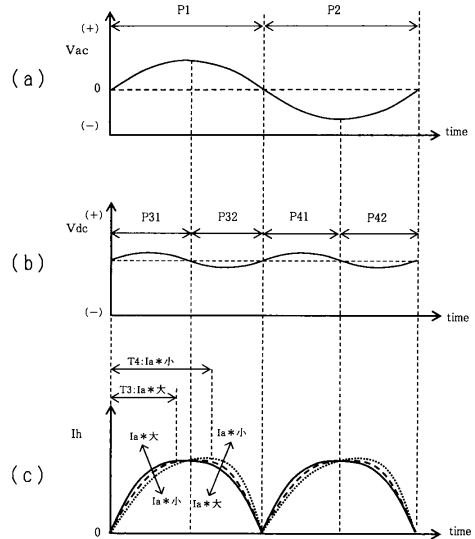 (+)
P1
P2
Vac
(a)
0
(−)
time
(+)
Vdc
P31
P32
P41
P42
(b)
(−)
time
T4:Ia*小
T3:Ia*大
Ih
Ia*大
Ia*小
(c)
Ia*小
Ia*大
0
time